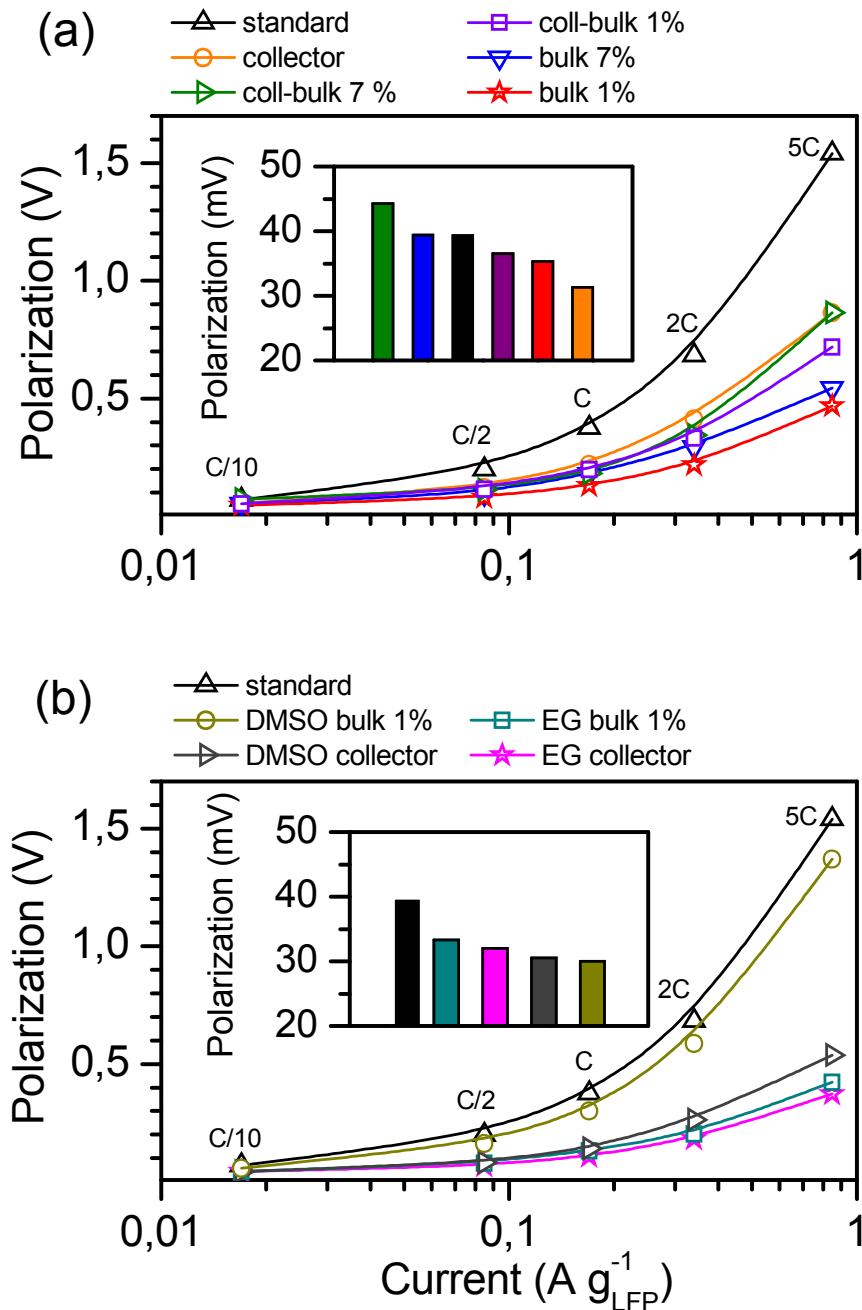 (a)
standard
coll-bulk 1%
collector
bulk 7%
coll-bulk 7 %
bulk 1%
Polarization (V)
1,5
1,0
0,5
Polarization (mV)
50
40
30
20
C/10
C/2
C
2C
5C
0,01
0,1
1
(b)
standard
DMSO bulk 1%
EG bulk 1%
DMSO collector
EG collector
Polarization (V)
1,5
1,0
0,5
Polarization (mV)
50
40
30
20
C/10
C/2
C
2C
5C
0,01
0,1
1
Current (A g⁻¹LFP)